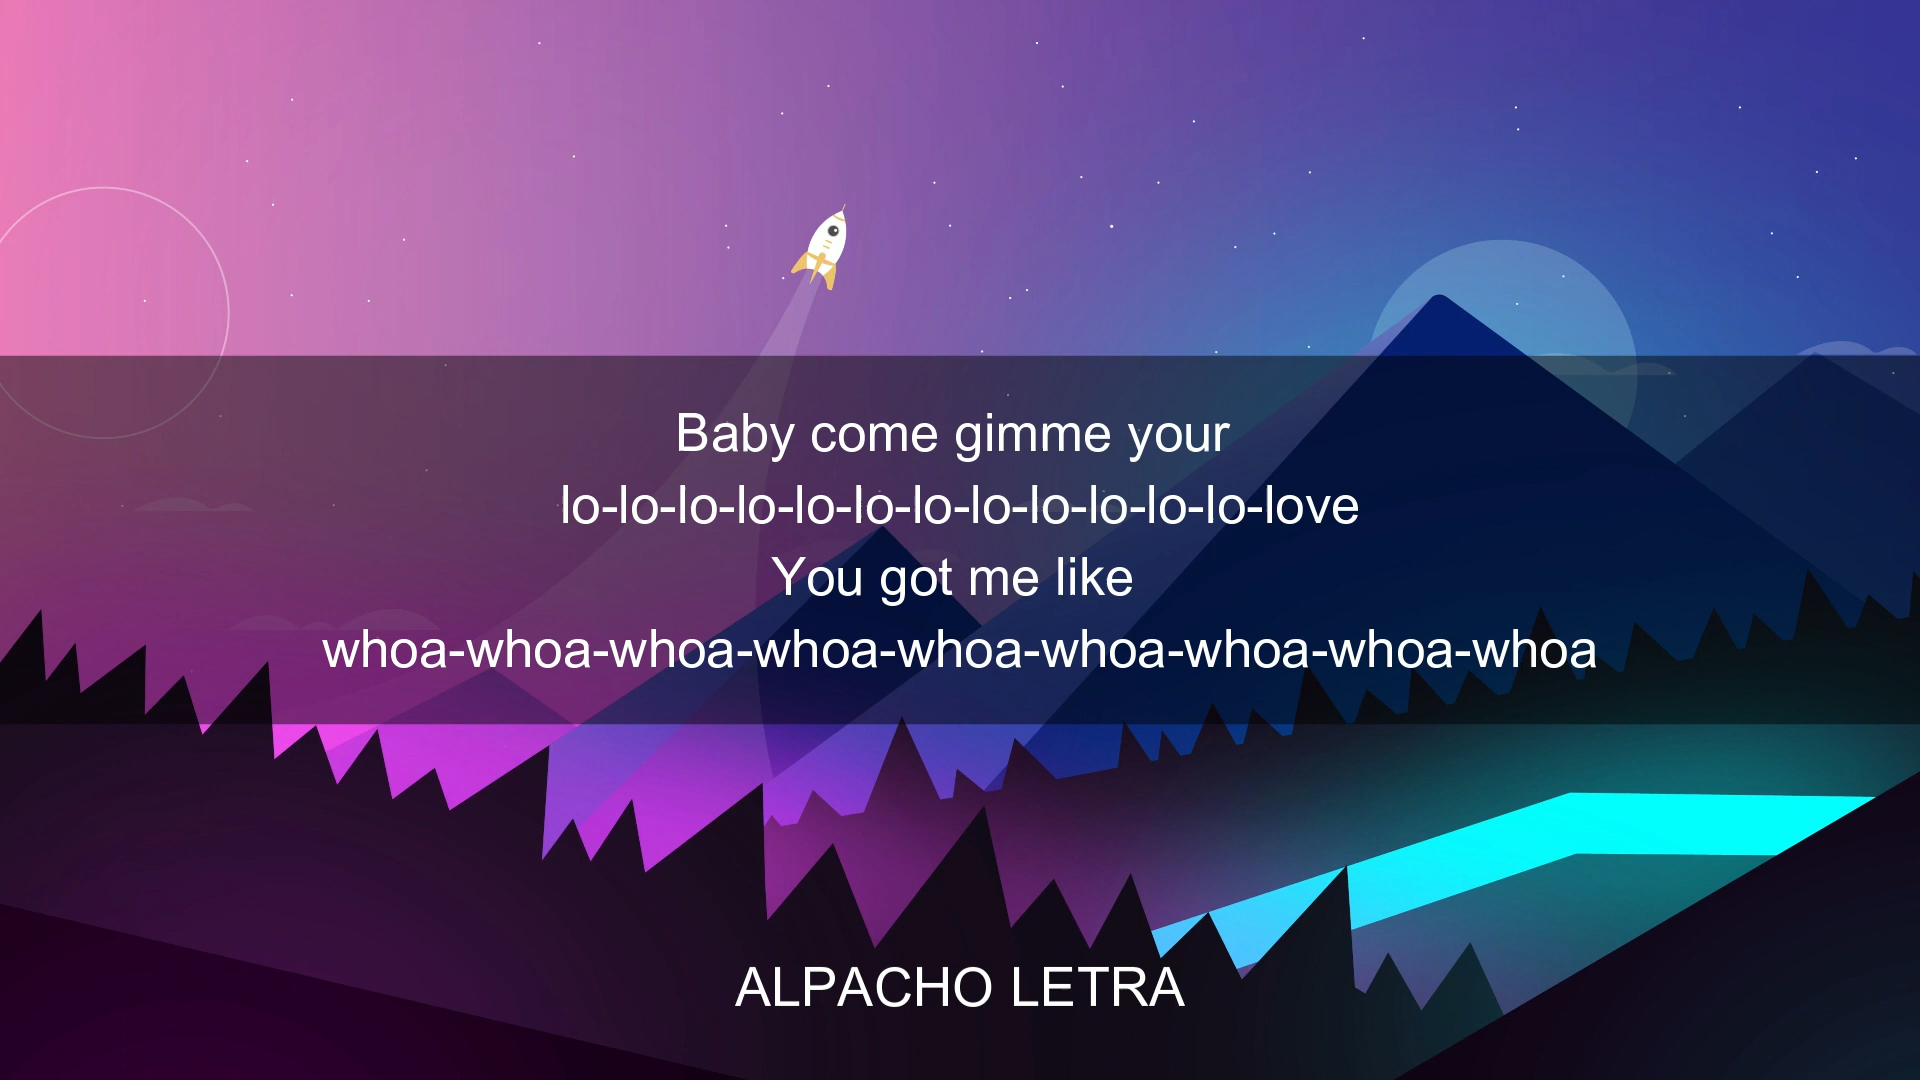 Baby come gimme your
lo-lo-lo-lo-lo-lo-lo-lo-lo-lo-lo-lo-love
You got me like
whoa-whoa-whoa-whoa-whoa-whoa-whoa-whoa-whoa
ALPACHO LETRA